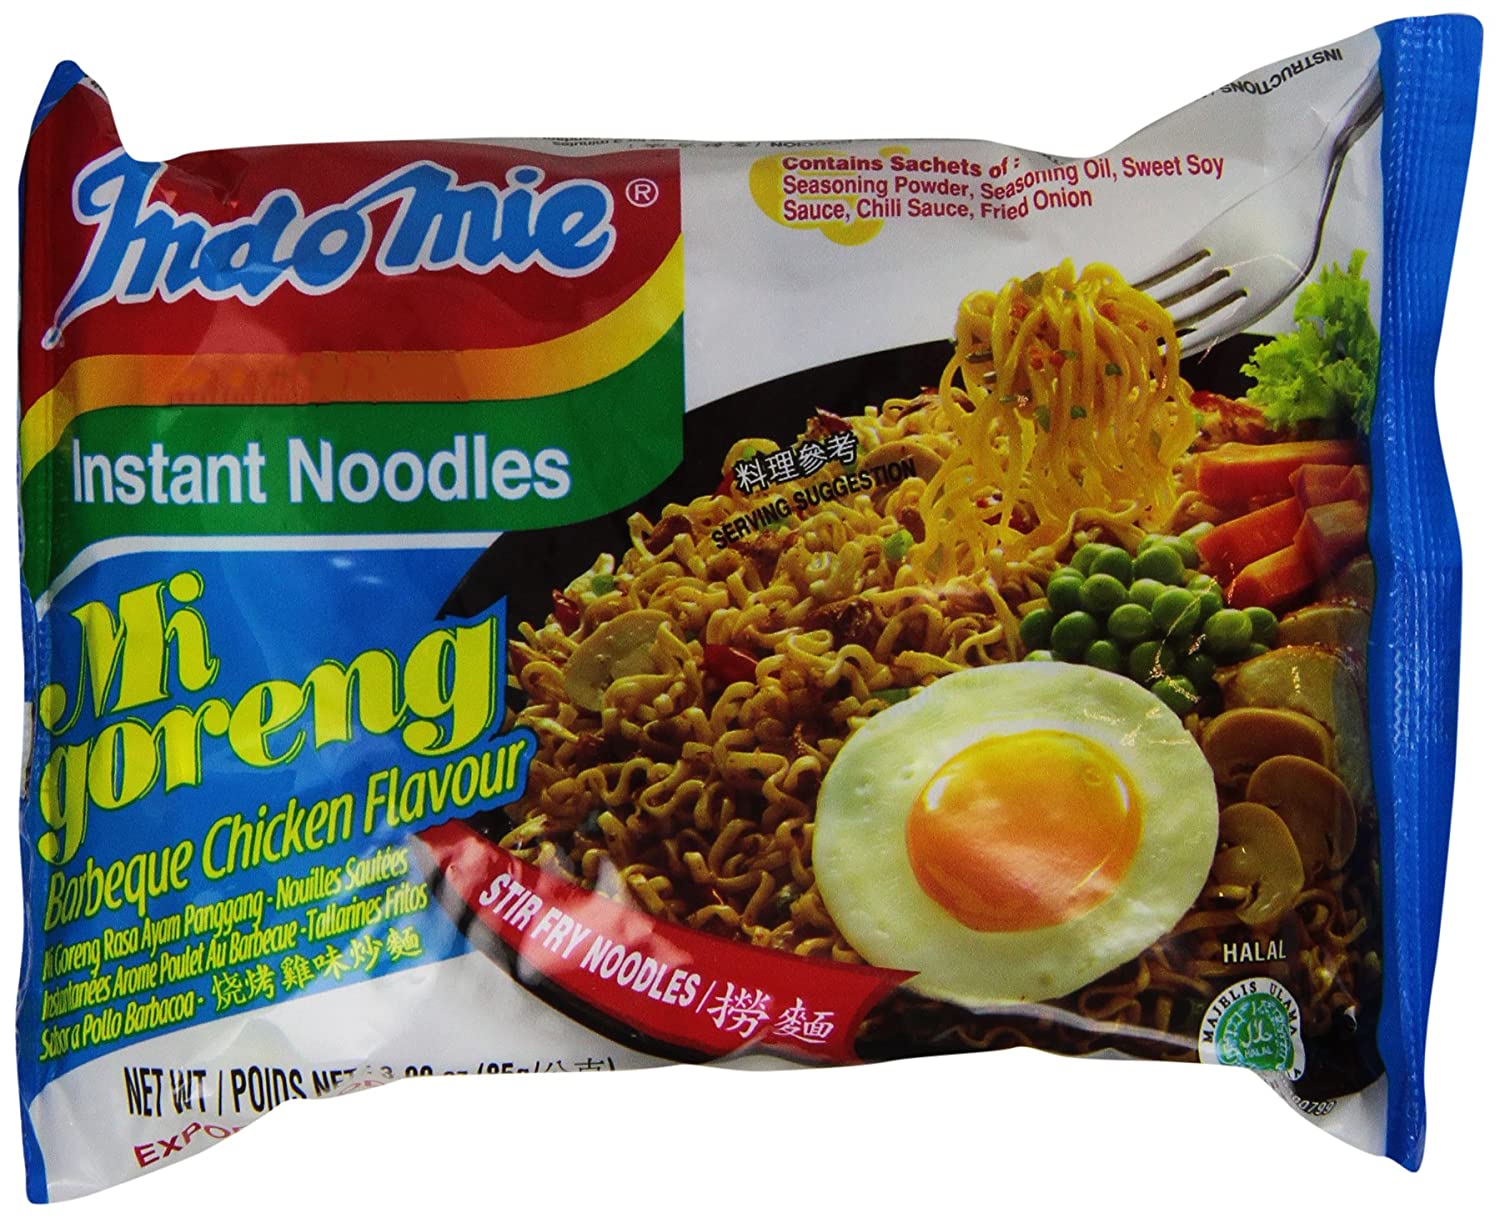 INSTRUCTIONS
Contains Sachets of :
Seasoning Powder, Seasoning Oil, Sweet Soy
Sauce, Chili Sauce, Fried Onion
Indomie®
Instant Noodles
料理參考
SERVING SUGGESTION
Mi
goreng
Barbeque Chicken Flavour
Mi Goreng Rasa Ayam Panggang - Nouilles Sautées
Instantanées Arome Poulet Au Barbecue - Tallarines Fritos
Sabor a Pollo Barbacoa - 烧烤雞味炒麵
STIR FRY NOODLES/撈麵
HALAL
MAJELIS ULAMA
HALAL
NET WT / POIDS NET